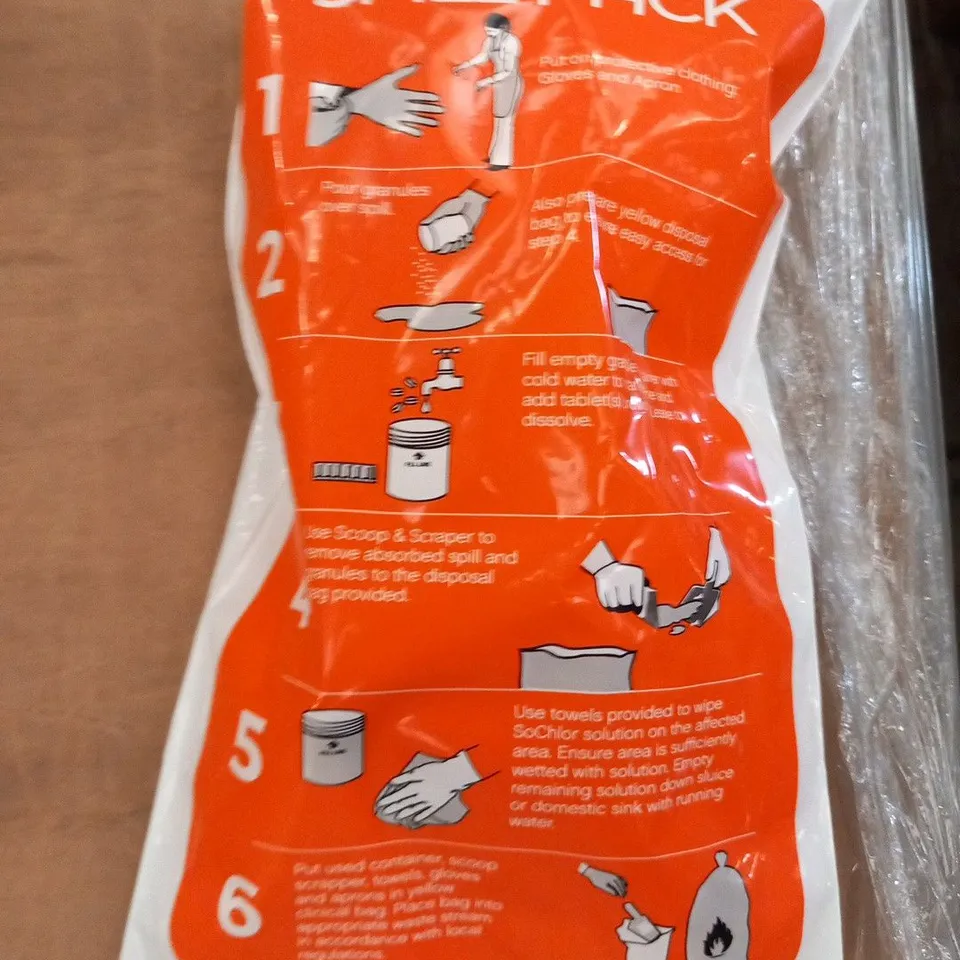 1
Put on protective clothing:
Gloves and Apron
2
Pour granules
over spill.
Also
yellow disposal
bag, to
easy access for
step 4.
Fill empty
with
cold water to
add
dissolve.
Use Scoop & Scraper to
remove absorbed spill and
granules to the disposal
bag provided.
4
5
Use towels provided to wipe
SoChlor solution on the affected
area. Ensure area is sufficiently
wetted with solution. Empty
remaining solution down sluice
or domestic sink with running
water.
6
Put used container, scoop
scrapper, towels, gloves
and aprons in yellow
clinical bag. Place bag into
appropriate waste stream
in accordance with local
regulations.